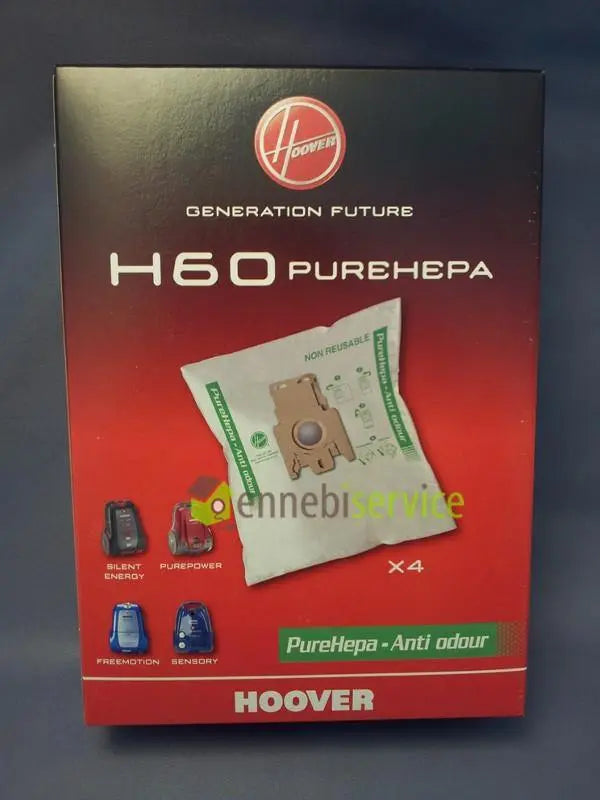 HOOVER
GENERATION FUTURE
H60 PUREHEPA
NON REUSABLE
PureHepa - Anti odour
PureHepa - Anti odour
HOOVER
ennebiservice
X4
SILENT
ENERGY
PUREPOWER
FREEMOTION
SENSORY
PureHepa - Anti odour
HOOVER